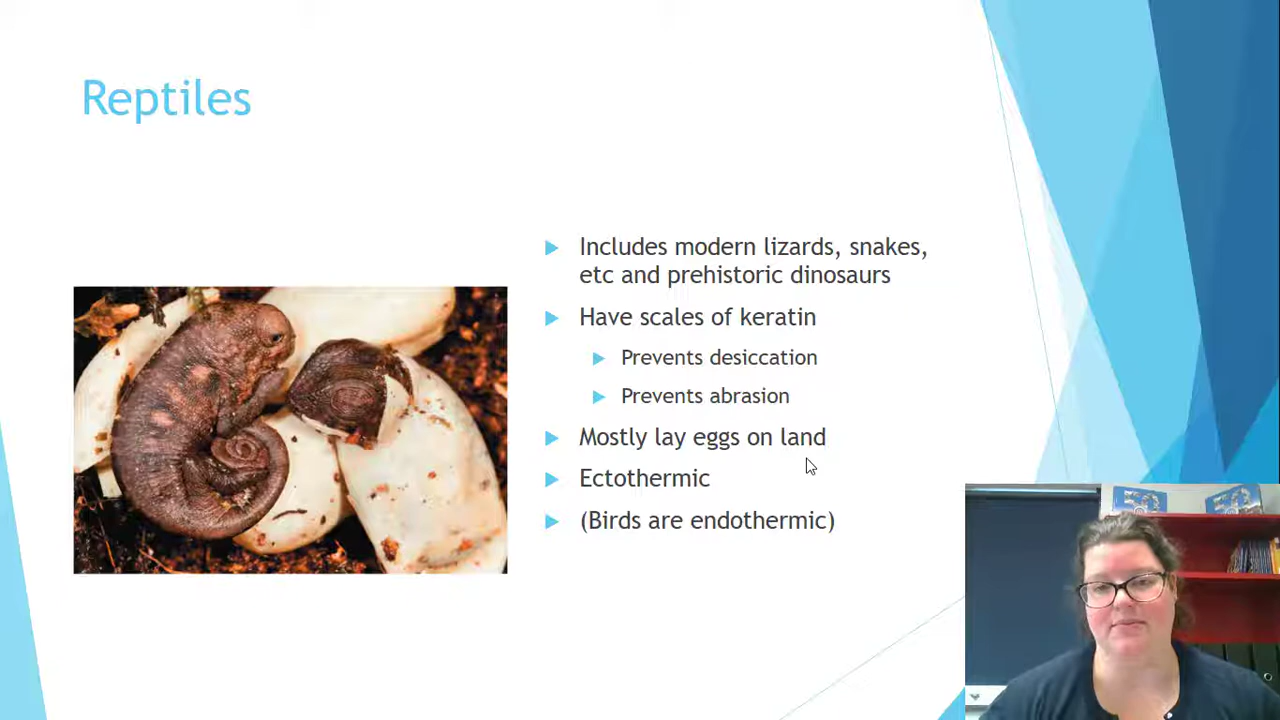 Reptiles
Includes modern lizards, snakes,
etc and prehistoric dinosaurs
Have scales of keratin
Prevents desiccation
Prevents abrasion
Mostly lay eggs on land
Ectothermic
(Birds are endothermic)